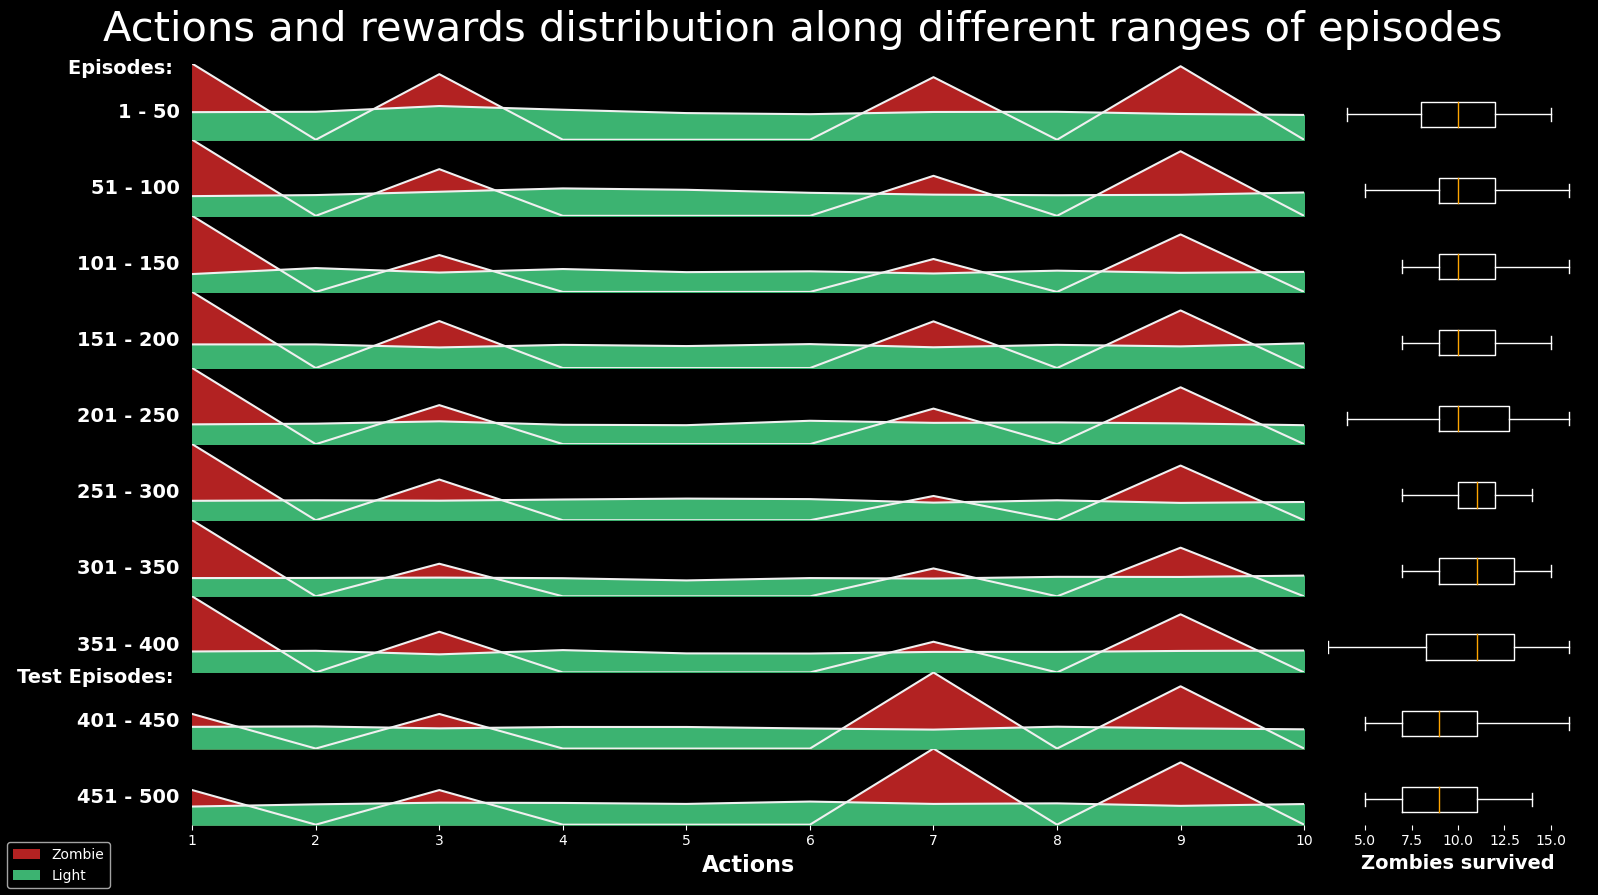 Actions and rewards distribution along different ranges of episodes
Episodes:
1 - 50
51 - 100
101 - 150
151 - 200
201 - 250
251 - 300
301 - 350
351 - 400
Test Episodes:
401 - 450
451 - 500
1 2 3 4 5 6 7 8 9 10
5.0 7.5 10.0 12.5 15.0
Actions
Zombies survived
Zombie
Light